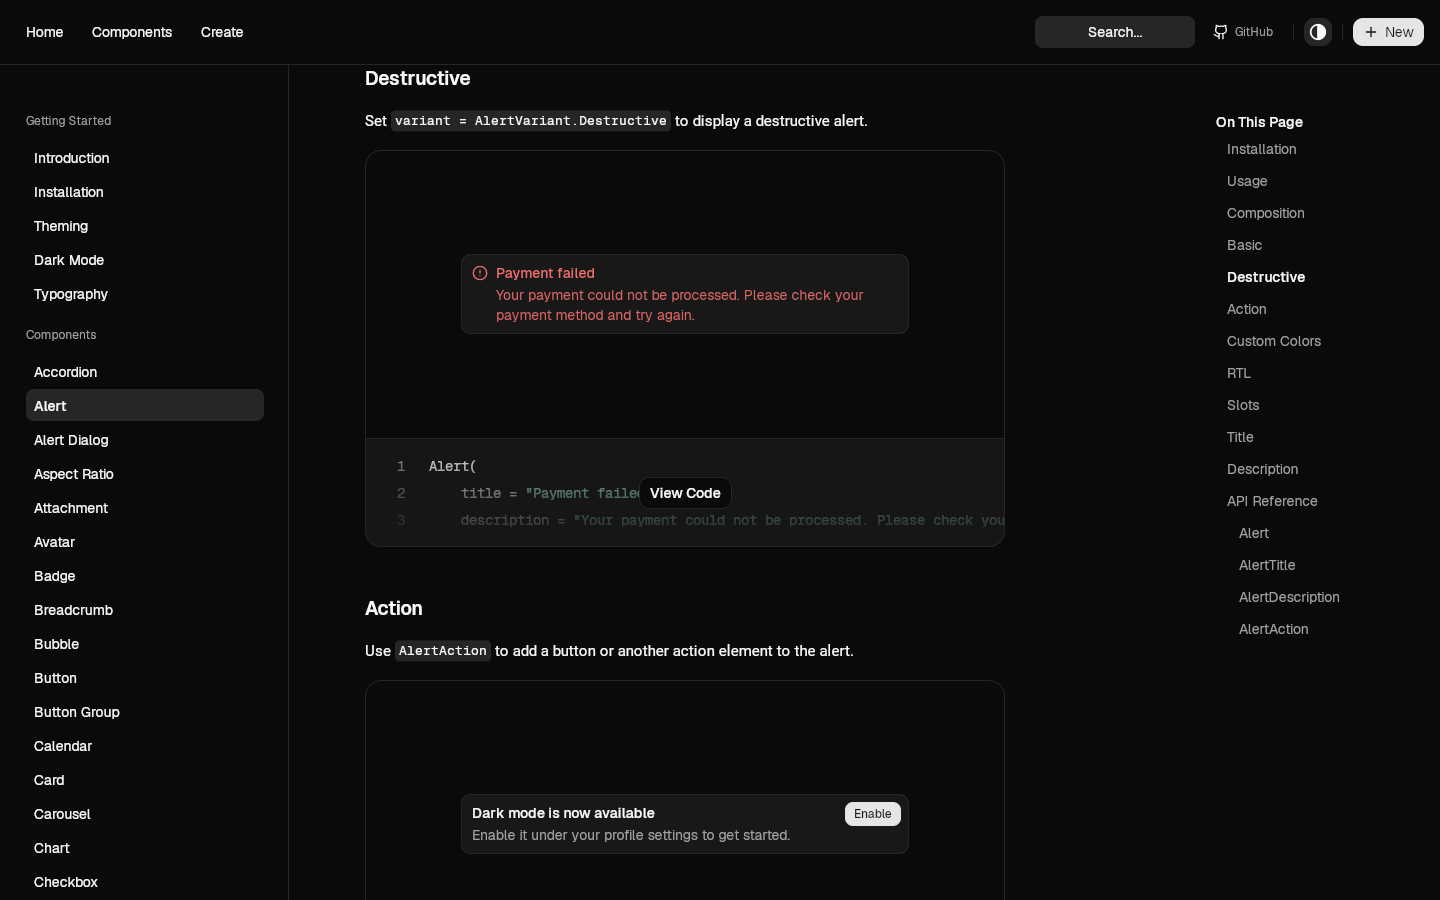 Home Components Create Search... GitHub New
Getting Started
Introduction
Installation
Theming
Dark Mode
Typography
Components
Accordion
Alert
Alert Dialog
Aspect Ratio
Attachment
Avatar
Badge
Breadcrumb
Bubble
Button
Button Group
Calendar
Card
Carousel
Chart
Checkbox
Destructive
Set variant = AlertVariant.Destructive to display a destructive alert.
Payment failed
Your payment could not be processed. Please check your
payment method and try again.
1 Alert(
2 title = "Payment failed
View Code
3 description = "Your payment could not be processed. Please check you
Action
Use AlertAction to add a button or another action element to the alert.
Dark mode is now available
Enable it under your profile settings to get started.
Enable
On This Page
Installation
Usage
Composition
Basic
Destructive
Action
Custom Colors
RTL
Slots
Title
Description
API Reference
Alert
AlertTitle
AlertDescription
AlertAction